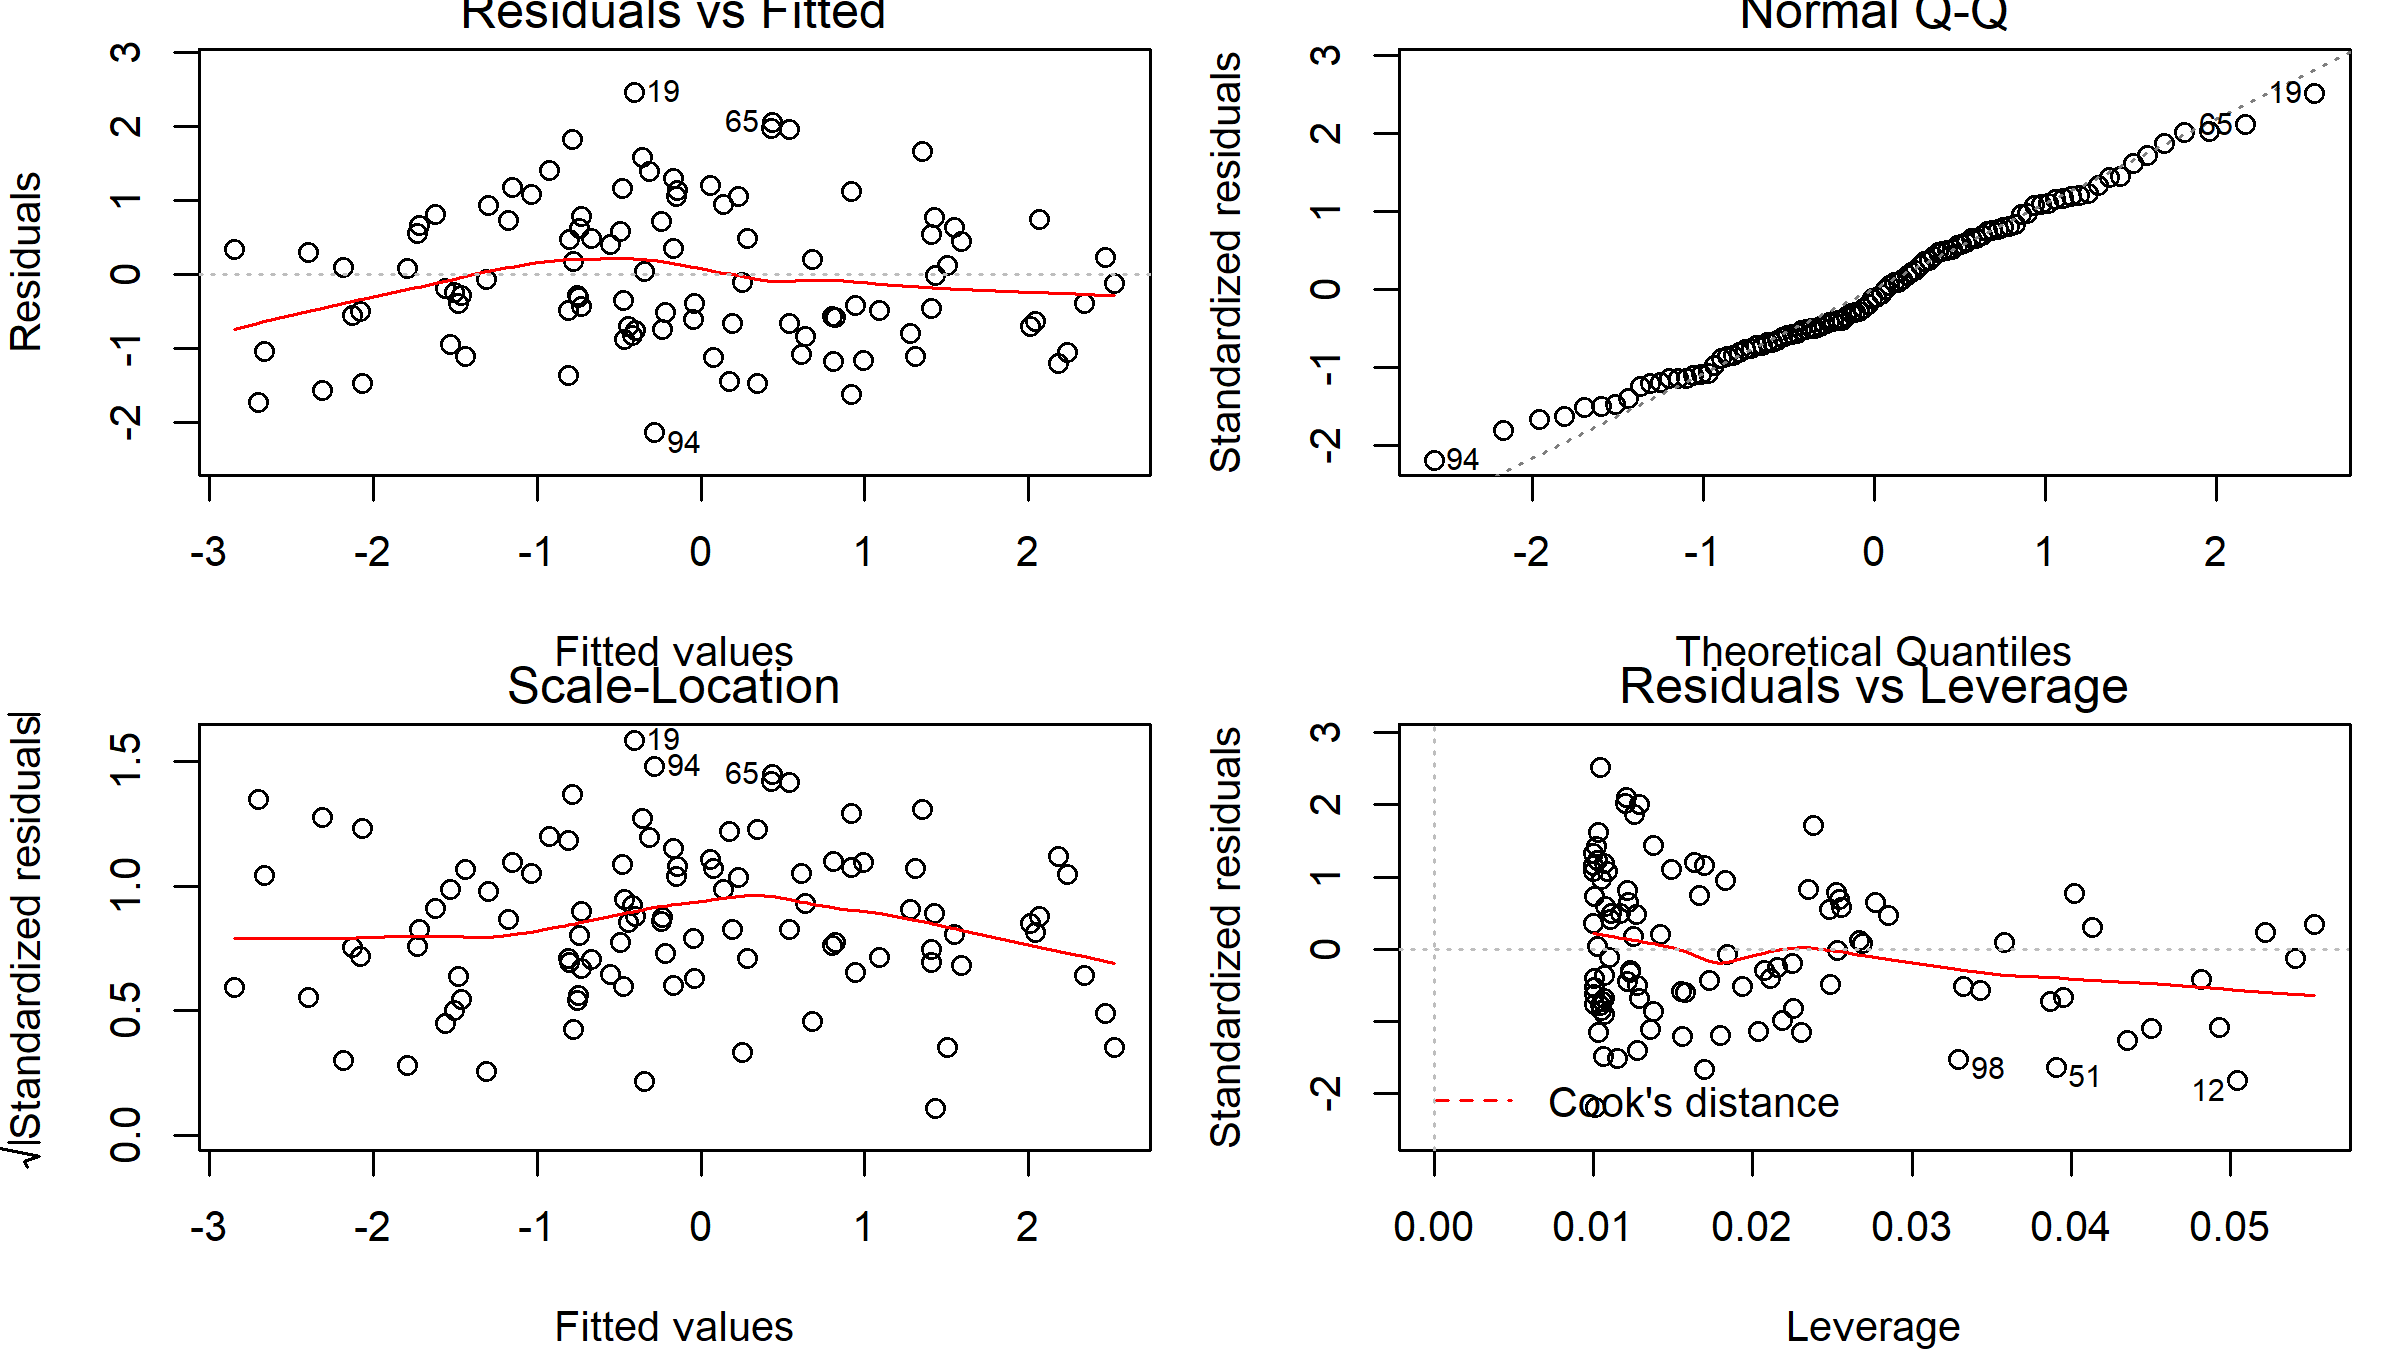 Residuals vs Fitted
Residuals
3
2
1
0
-1
-2
19
65
94
-3 -2 -1 0 1 2
Fitted values
Normal Q-Q
Standardized residuals
3
2
1
0
-1
-2
19
65
94
-2 -1 0 1 2
Theoretical Quantiles
Scale-Location
√|Standardized residuals|
1.5
1.0
0.5
0.0
19
94
65
-3 -2 -1 0 1 2
Fitted values
Residuals vs Leverage
Standardized residuals
3
2
1
0
-2
98
51
12
Cook's distance
0.00 0.01 0.02 0.03 0.04 0.05
Leverage